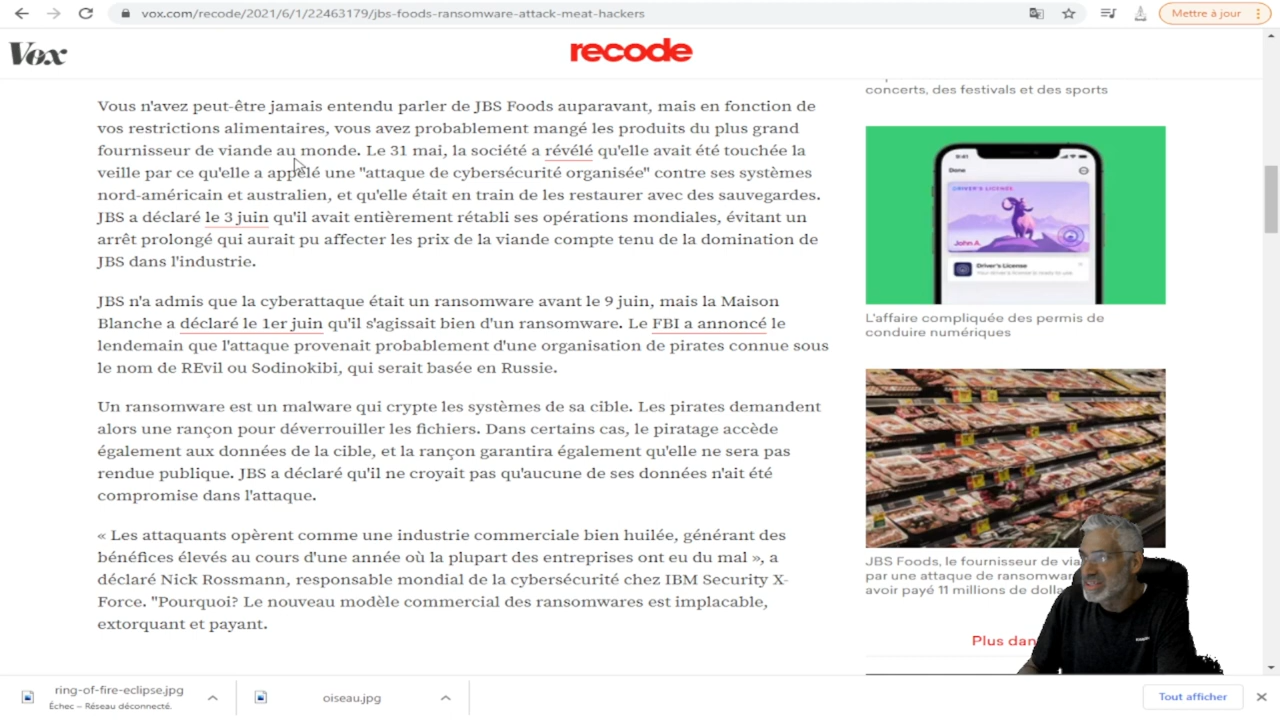 vox.com/recode/2021/6/1/22463179/jbs-foods-ransomware-attack-meat-hackers
Mettre à jour
Vox
recode
Vous n'avez peut-être jamais entendu parler de JBS Foods auparavant, mais en fonction de
vos restrictions alimentaires, vous avez probablement mangé les produits du plus grand
fournisseur de viande au monde. Le 31 mai, la société a révélé qu'elle avait été touchée la
veille par ce qu'elle a appelé une "attaque de cybersécurité organisée" contre ses systèmes
nord-américain et australien, et qu'elle était en train de les restaurer avec des sauvegardes.
JBS a déclaré le 3 juin qu'il avait entièrement rétabli ses opérations mondiales, évitant un
arrêt prolongé qui aurait pu affecter les prix de la viande compte tenu de la domination de
JBS dans l'industrie.
JBS n'a admis que la cyberattaque était un ransomware avant le 9 juin, mais la Maison
Blanche a déclaré le 1er juin qu'il s'agissait bien d'un ransomware. Le FBI a annoncé le
lendemain que l'attaque provenait probablement d'une organisation de pirates connue sous
le nom de REvil ou Sodinokibi, qui serait basée en Russie.
Un ransomware est un malware qui crypte les systèmes de sa cible. Les pirates demandent
alors une rançon pour déverrouiller les fichiers. Dans certains cas, le piratage accède
également aux données de la cible, et la rançon garantira également qu'elle ne sera pas
rendue publique. JBS a déclaré qu'il ne croyait pas qu'aucune de ses données n'ait été
compromise dans l'attaque.
« Les attaquants opèrent comme une industrie commerciale bien huilée, générant des
bénéfices élevés au cours d'une année où la plupart des entreprises ont eu du mal », a
déclaré Nick Rossmann, responsable mondial de la cybersécurité chez IBM Security X-
Force. "Pourquoi? Le nouveau modèle commercial des ransomwares est implacable,
extorquant et payant.
concerts, des festivals et des sports
9:41
Done
DRIVER'S LICENSE
John A.
Driver's License
L'affaire compliquée des permis de
conduire numériques
JBS Foods, le fournisseur de
par une attaque de
avoir payé 11 millions de
Plus
ring-of-fire-eclipse.jpg
Échec – Réseau déconnecté.
oiseau.jpg
Tout afficher